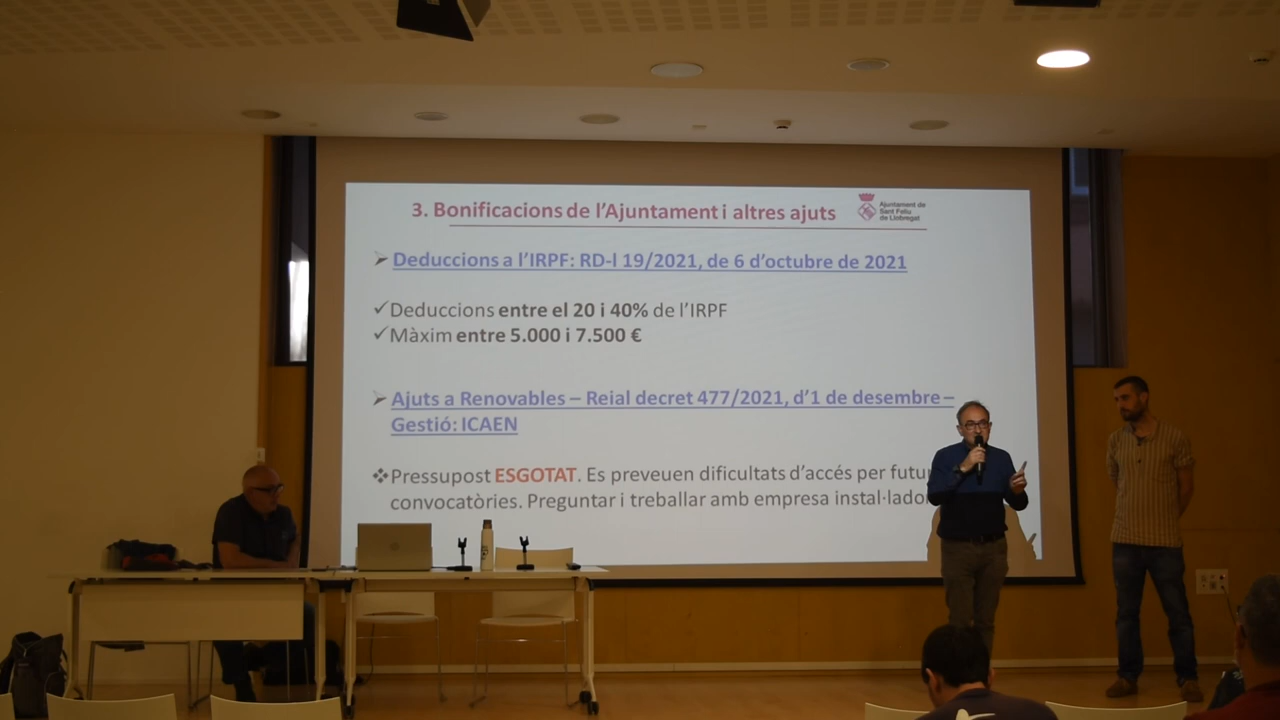 3. Bonificacions de l'Ajuntament i altres ajuts
Ajuntament de
Sant Feliu
de Llobregat
Deduccions a l'IRPF: RD-l 19/2021, de 6 d'octubre de 2021
Deduccions entre el 20 i 40% de l'IRPF
Màxim entre 5.000 i 7.500 €
Ajuts a Renovables – Reial decret 477/2021, d'1 de desembre –
Gestió: ICAEN
Pressupost ESGOTAT. Es preveuen dificultats d'accés per
convocatòries. Preguntar i treballar amb empresa